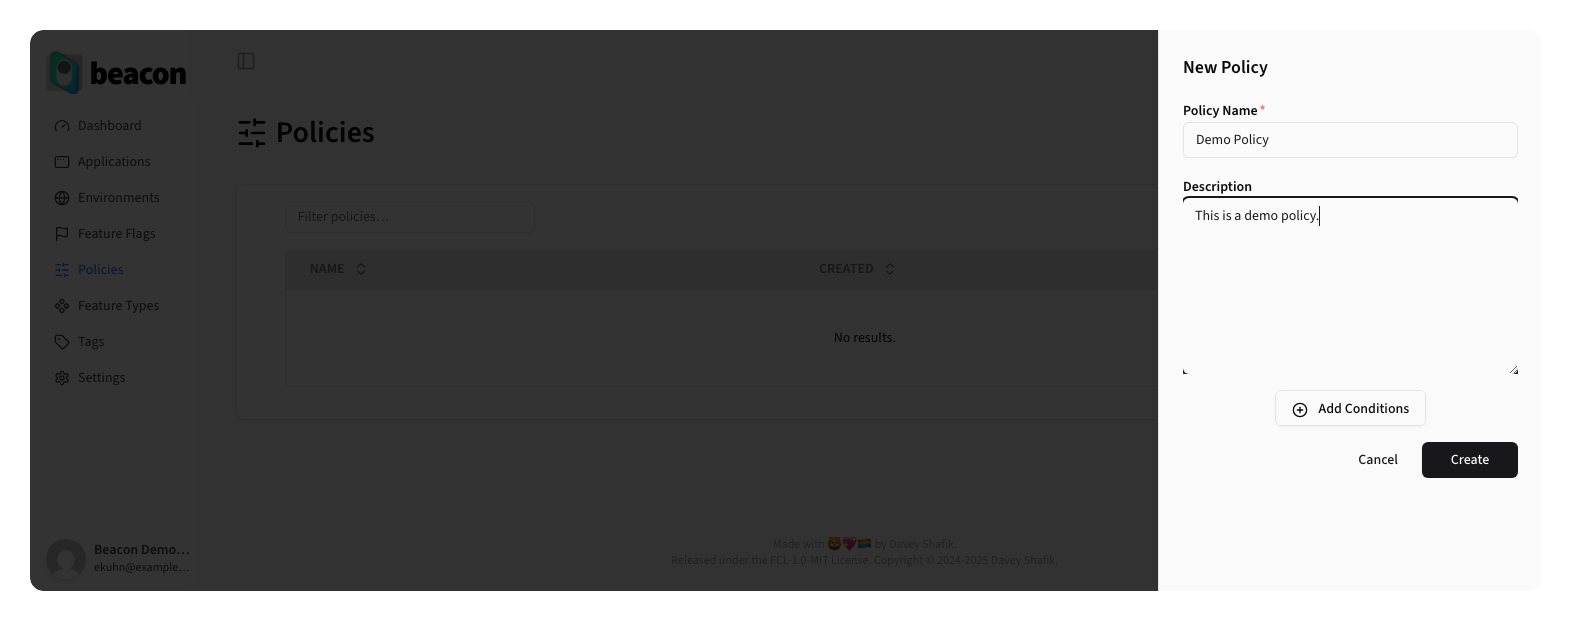 beacon
Dashboard
Applications
Environments
Feature Flags
Policies
Feature Types
Tags
Settings
Beacon Demo...
ekuhn@example...
Policies
Filter policies...
NAME
CREATED
No results.
Made with 🦁💖🏳️‍🌈 by Davey Shafik.
Released under the FCL-1.0-MIT License. Copyright © 2024-2025 Davey Shafik.
New Policy
Policy Name *
Demo Policy
Description
This is a demo policy.
Add Conditions
Cancel
Create